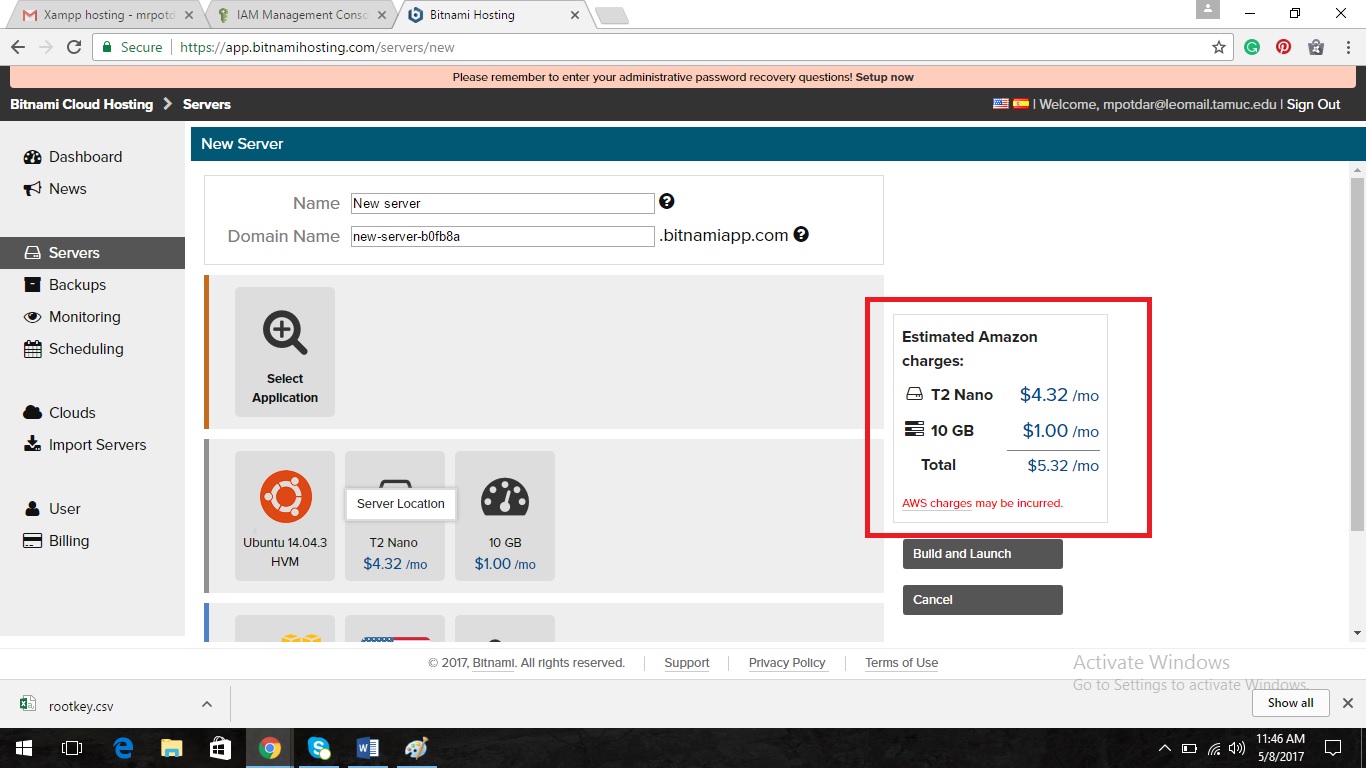 Xampp hosting - mrpotd
IAM Management Conso
Bitnami Hosting
Secure
https://app.bitnamihosting.com/servers/new
Please remember to enter your administrative password recovery questions! Setup now
Bitnami Cloud Hosting
Servers
| Welcome, mpotdar@leomail.tamuc.edu | Sign Out
Dashboard
News
Servers
Backups
Monitoring
Scheduling
Clouds
Import Servers
User
Billing
New Server
Name
New server
Domain Name
new-server-b0fb8a
.bitnamiapp.com
Select
Application
Ubuntu 14.04.3
HVM
Server Location
T2 Nano
$4.32 /mo
10 GB
$1.00 /mo
Estimated Amazon
charges:
T2 Nano $4.32 /mo
10 GB $1.00 /mo
Total $5.32 /mo
AWS charges may be incurred.
Build and Launch
Cancel
© 2017, Bitnami. All rights reserved.
Support
Privacy Policy
Terms of Use
Activate Windows
Go to Settings to activate Windows.
rootkey.csv
Show all
11:46 AM
5/8/2017